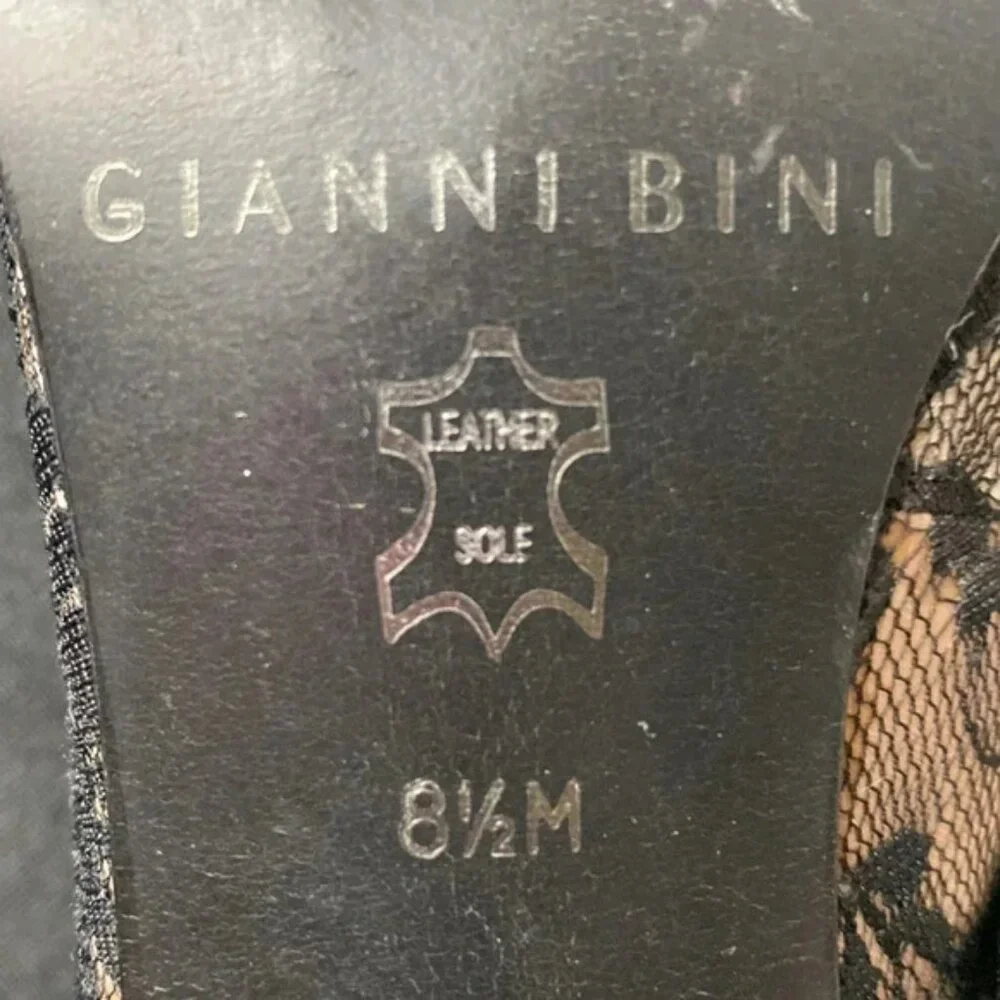 GIANNI BINI
LEATHER
SOLE
8½M